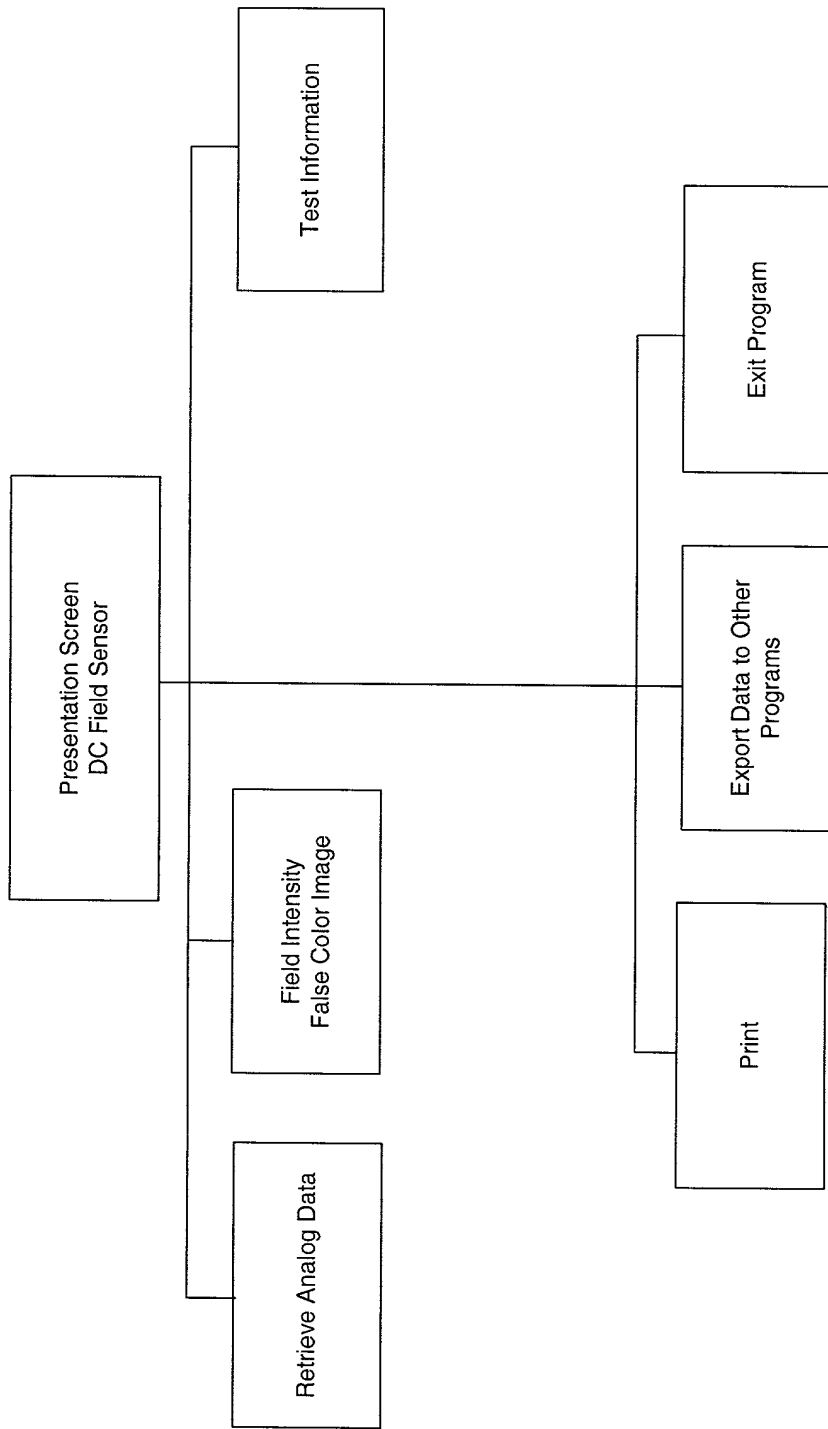 Presentation Screen
DC Field Sensor
Retrieve Analog Data
Field Intensity
False Color Image
Test Information
Print
Export Data to Other
Programs
Exit Program